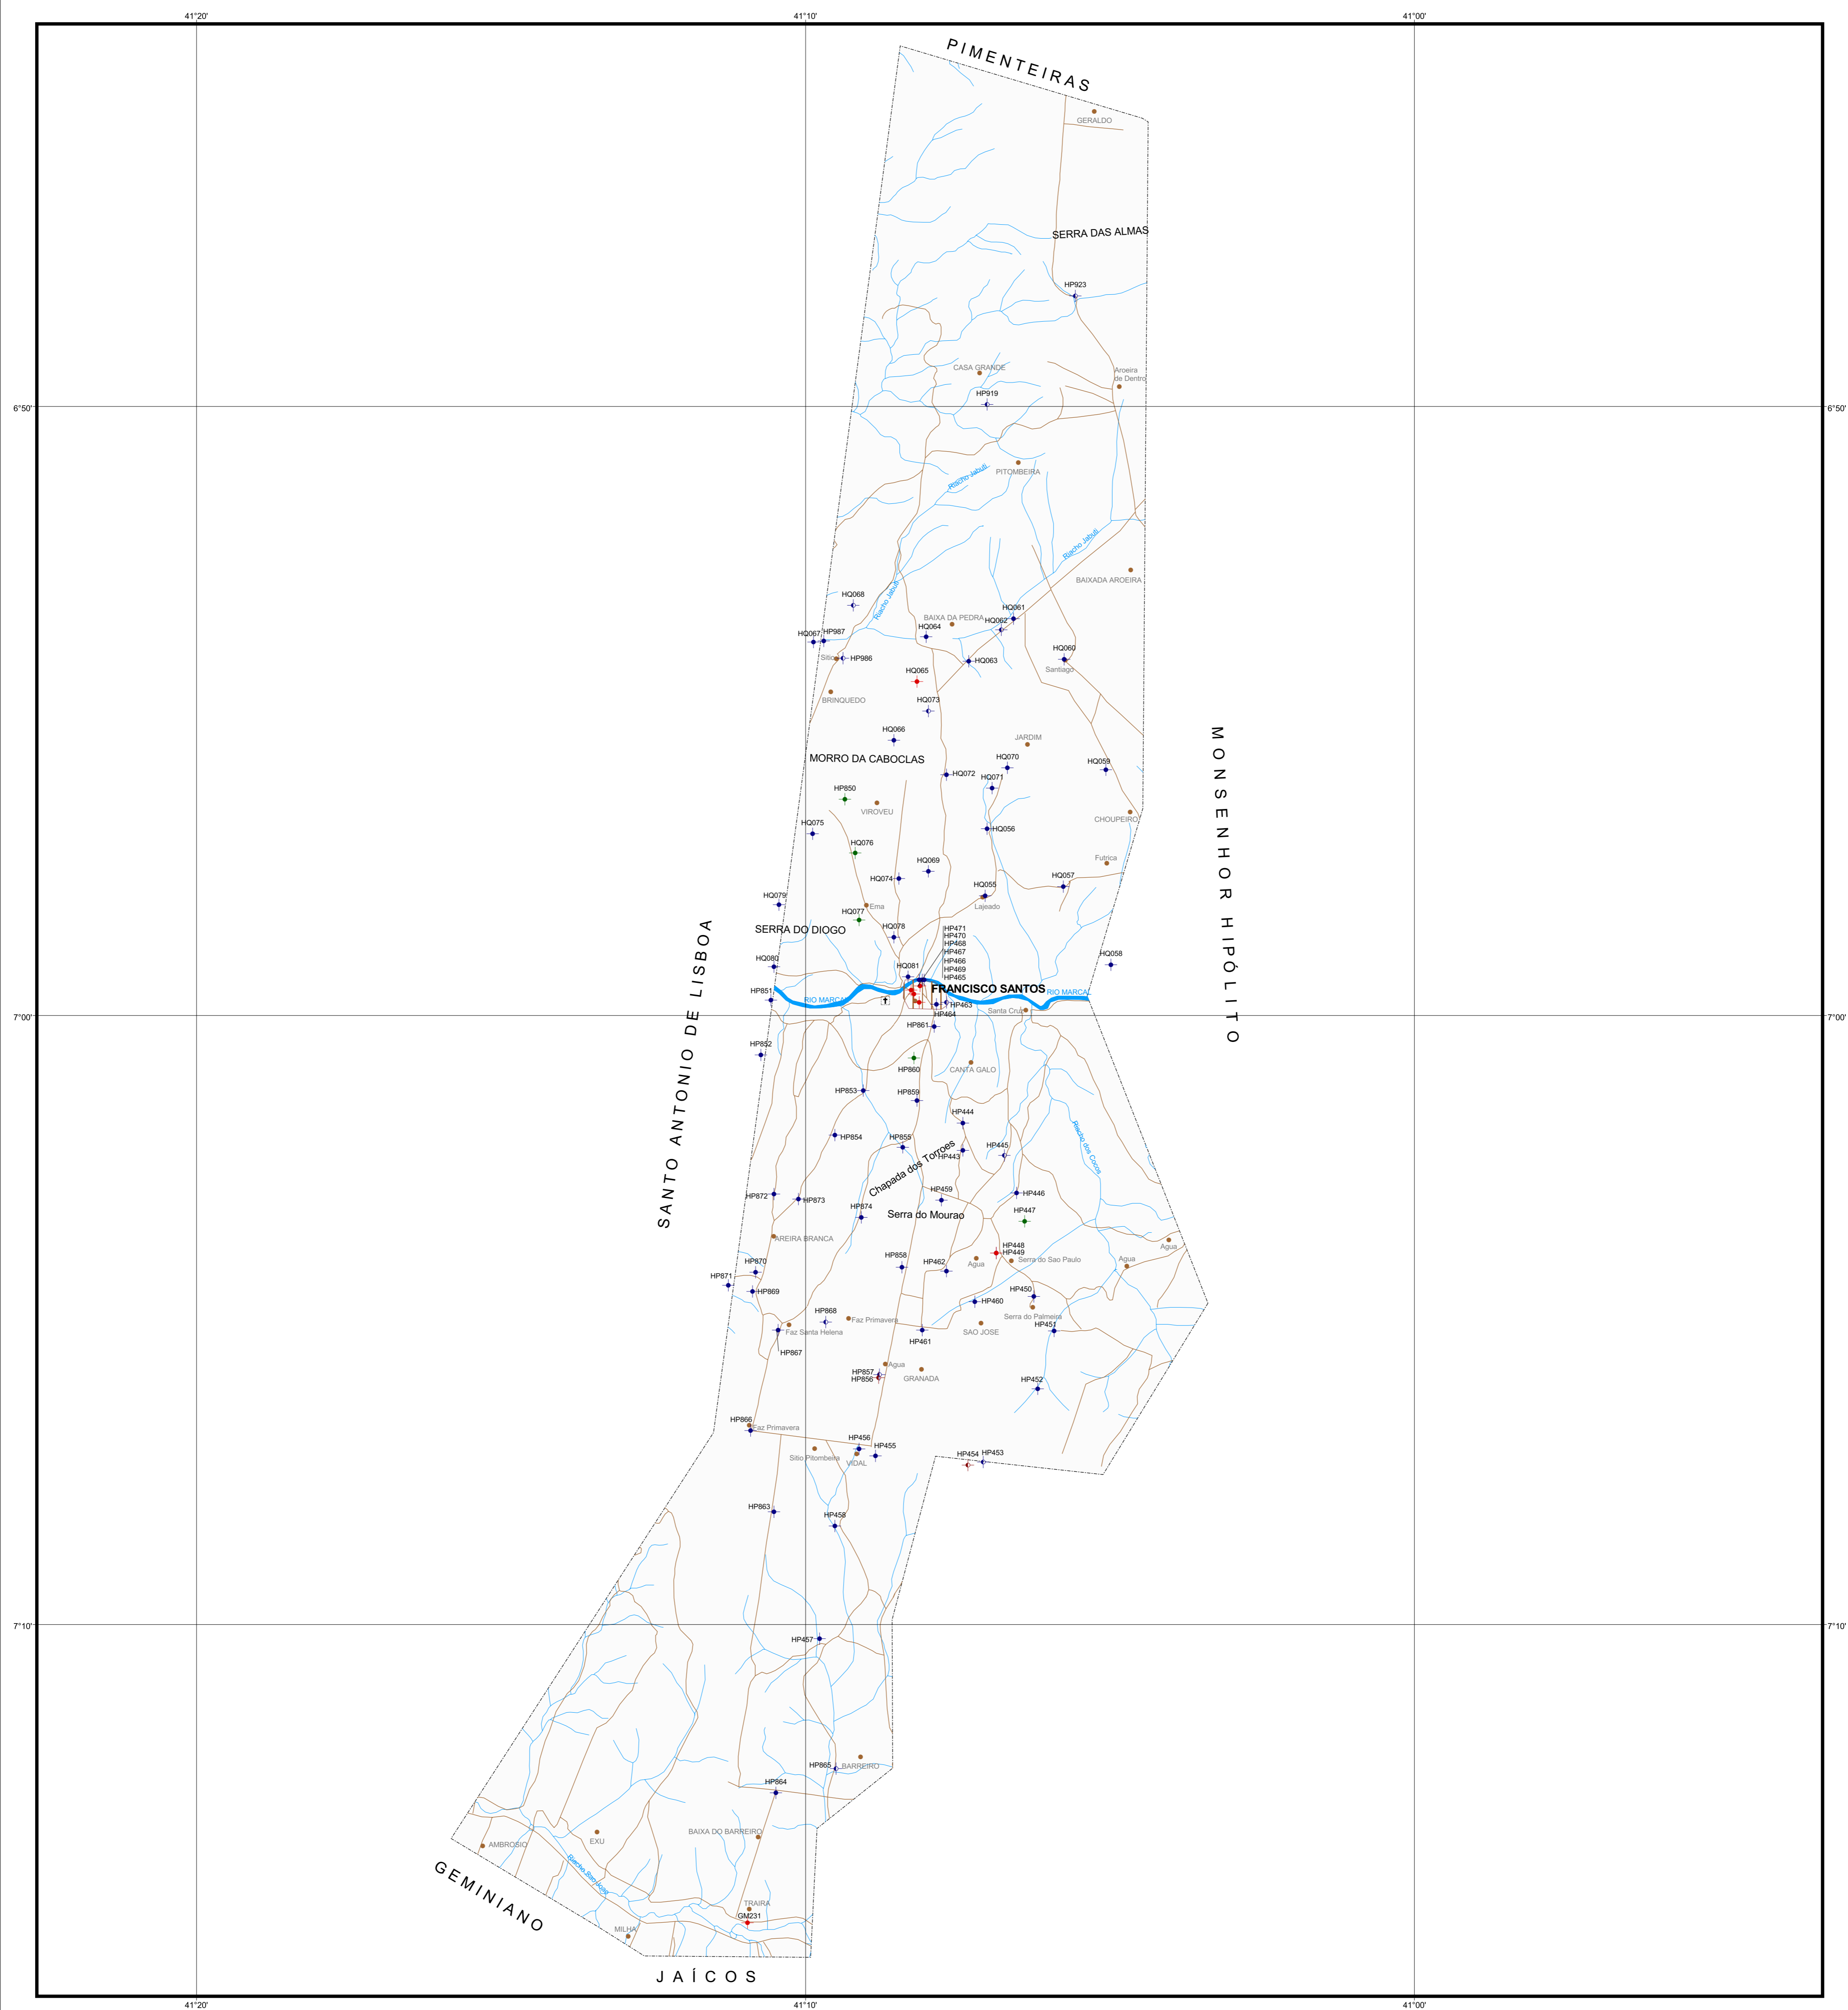 41°20'
41°10'
41°00'
PIMENTEIRAS
GERALDO
SERRA DAS ALMAS
HP923
CASA GRANDE
Aroeira
de Dentro
HP919
6°50'
6°50'
PITOMBEIRA
Riacho Jabuti
Riacho Jabuti
BAIXADA AROEIRA
HQ068
Riacho Jabuti
HQ061
BAIXA DA PEDRA
HQ062
HQ064
HQ067
HP987
Sitio
HP986
HQ063
HQ060
Santiago
HQ065
BRINQUEDO
HQ073
HQ066
JARDIM
MORRO DA CABOCLAS
HQ070
HQ059
HQ072
HQ071
HP850
VIROVEU
CHOUPEIRO
HQ075
HQ056
HQ076
Futrica
HQ069
HQ074
HQ057
HQ055
HQ079
Ema
Lajeado
HQ077
SERRA DO DIOGO
HQ078
HP471
HP470
HP468
HP467
HP466
HP469
HP465
HQ080
HQ081
HQ058
MONSENHOR HIPÓLITO
SANTO ANTONIO DE LISBOA
FRANCISCO SANTOS
HP851
RIO MARCAL
RIO MARCAL
HP463
Santa Cruz
HP464
7°00'
7°00'
HP861
HP852
HP860
CANTA GALO
HP853
HP859
HP444
HP854
HP855
HP443
HP445
Riacho dos Cocos
Chapada dos Torroes
HP872
HP873
HP459
HP446
HP874
Serra do Mourao
HP447
AREIRA BRANCA
HP448
HP449
Agua
HP858
HP462
Agua
Serra do Sao Paulo
Agua
HP870
HP871
HP869
HP460
HP450
Serra do Palmeira
HP868
Faz Primavera
Faz Santa Helena
SAO JOSE
HP451
HP461
HP867
Agua
HP857
HP856
GRANADA
HP452
HP866
Faz Primavera
HP456
HP455
Sitio Pitombeira
VIDAL
HP454
HP453
HP863
HP458
7°10'
7°10'
HP457
HP865
BARREIRO
HP864
BAIXA DO BARREIRO
EXU
AMBROSIO
Riacho Sao Joao
GEMINIANO
TRAIRA
GM231
MILHA
JAÍCOS
41°20'
41°10'
41°00'